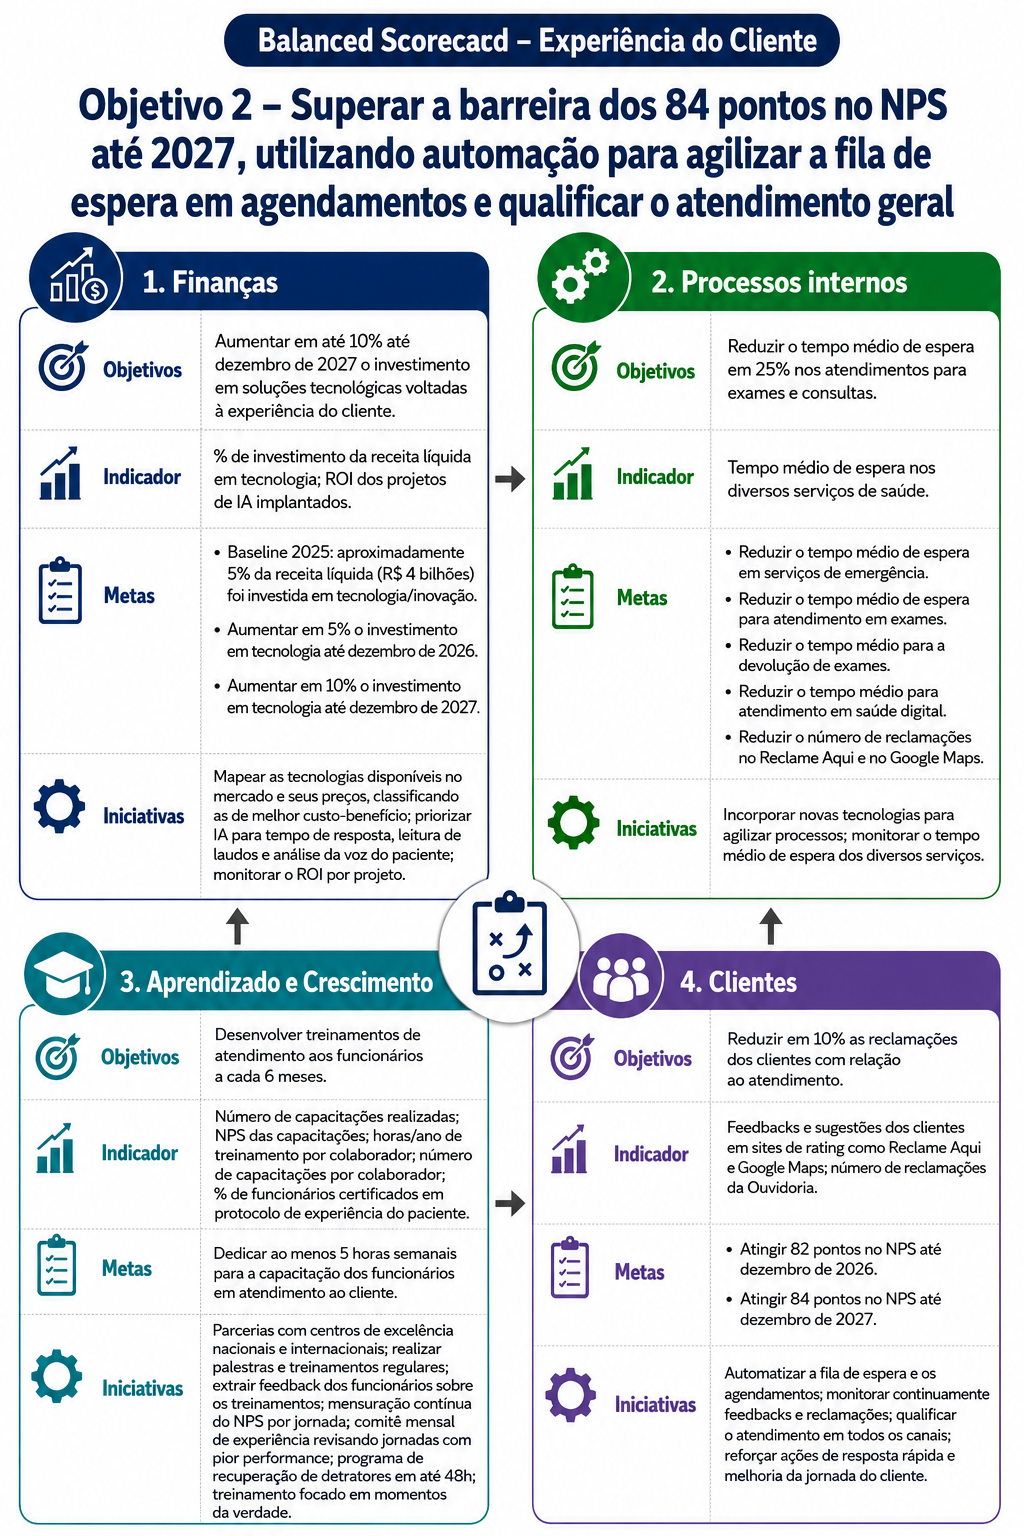 Balanced Scorecard – Experiência do Cliente
Objetivo 2 – Superar a barreira dos 84 pontos no NPS
até 2027, utilizando automação para agilizar a fila de
espera em agendamentos e qualificar o atendimento geral
1. Finanças
Objetivos
Aumentar em até 10% até
dezembro de 2027 o investimento
em soluções tecnológicas voltadas
à experiência do cliente.
Indicador
% de investimento da receita líquida
em tecnologia; ROI dos projetos
de IA implantados.
Metas
• Baseline 2025: aproximadamente
5% da receita líquida (R$ 4 bilhões)
foi investida em tecnologia/inovação.
• Aumentar em 5% o investimento
em tecnologia até dezembro de 2026.
• Aumentar em 10% o investimento
em tecnologia até dezembro de 2027.
Iniciativas
Mapear as tecnologias disponíveis no
mercado e seus preços, classificando
as de melhor custo-benefício; priorizar
IA para tempo de resposta, leitura de
laudos e análise da voz do paciente;
monitorar o ROI por projeto.
2. Processos internos
Objetivos
Reduzir o tempo médio de espera
em 25% nos atendimentos para
exames e consultas.
Indicador
Tempo médio de espera nos
diversos serviços de saúde.
Metas
• Reduzir o tempo médio de espera
em serviços de emergência.
• Reduzir o tempo médio de espera
para atendimento em exames.
• Reduzir o tempo médio para a
devolução de exames.
• Reduzir o tempo médio para
atendimento em saúde digital.
• Reduzir o número de reclamações
no Reclame Aqui e no Google Maps.
Iniciativas
Incorporar novas tecnologias para
agilizar processos; monitorar o tempo
médio de espera dos diversos serviços.
3. Aprendizado e Crescimento
Objetivos
Desenvolver treinamentos de
atendimento aos funcionários
a cada 6 meses.
Indicador
Número de capacitações realizadas;
NPS das capacitações; horas/ano de
treinamento por colaborador; número
de capacitações por colaborador;
% de funcionários certificados em
protocolo de experiência do paciente.
Metas
Dedicar ao menos 5 horas semanais
para a capacitação dos funcionários
em atendimento ao cliente.
Iniciativas
Parcerias com centros de excelência
nacionais e internacionais; realizar
palestras e treinamentos regulares;
extrair feedback dos funcionários sobre
os treinamentos; mensuração contínua
do NPS por jornada; comitê mensal
de experiência revisando jornadas com
pior performance; programa de
recuperação de detratores em até 48h;
treinamento focado em momentos
da verdade.
4. Clientes
Objetivos
Reduzir em 10% as reclamações
dos clientes com relação
ao atendimento.
Indicador
Feedbacks e sugestões dos clientes
em sites de rating como Reclame Aqui
e Google Maps; número de reclamações
da Ouvidoria.
Metas
• Atingir 82 pontos no NPS até
dezembro de 2026.
• Atingir 84 pontos no NPS até
dezembro de 2027.
Iniciativas
Automatizar a fila de espera e os
agendamentos; monitorar continuamente
feedbacks e reclamações; qualificar
o atendimento em todos os canais;
reforçar ações de resposta rápida e
melhoria da jornada do cliente.